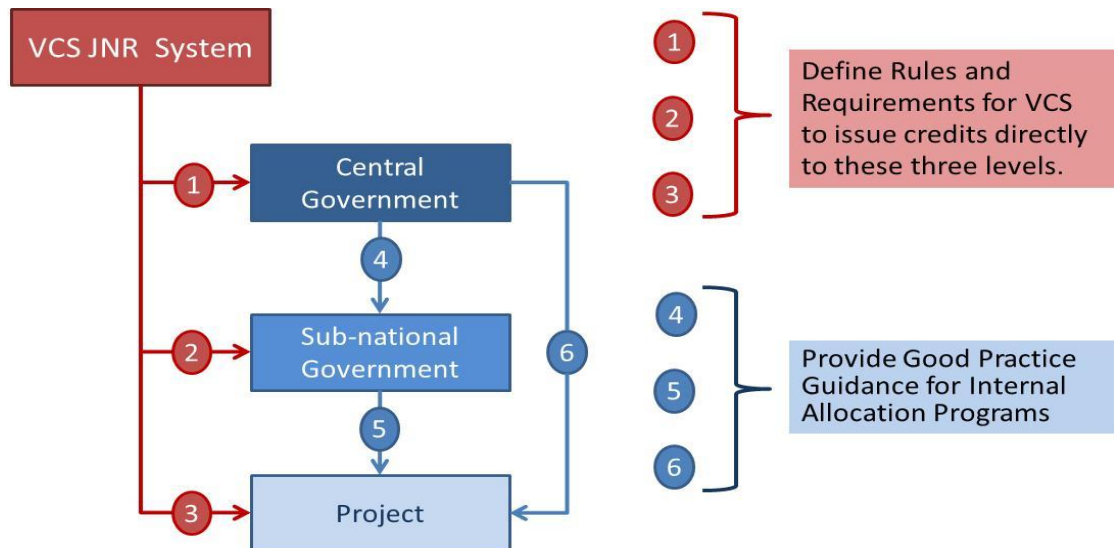 VCS JNR System
1
Central
Government
4
2
Sub-national
Government
6
5
3
Project
1
2
3
Define Rules and
Requirements for VCS
to issue credits directly
to these three levels.
4
5
6
Provide Good Practice
Guidance for Internal
Allocation Programs